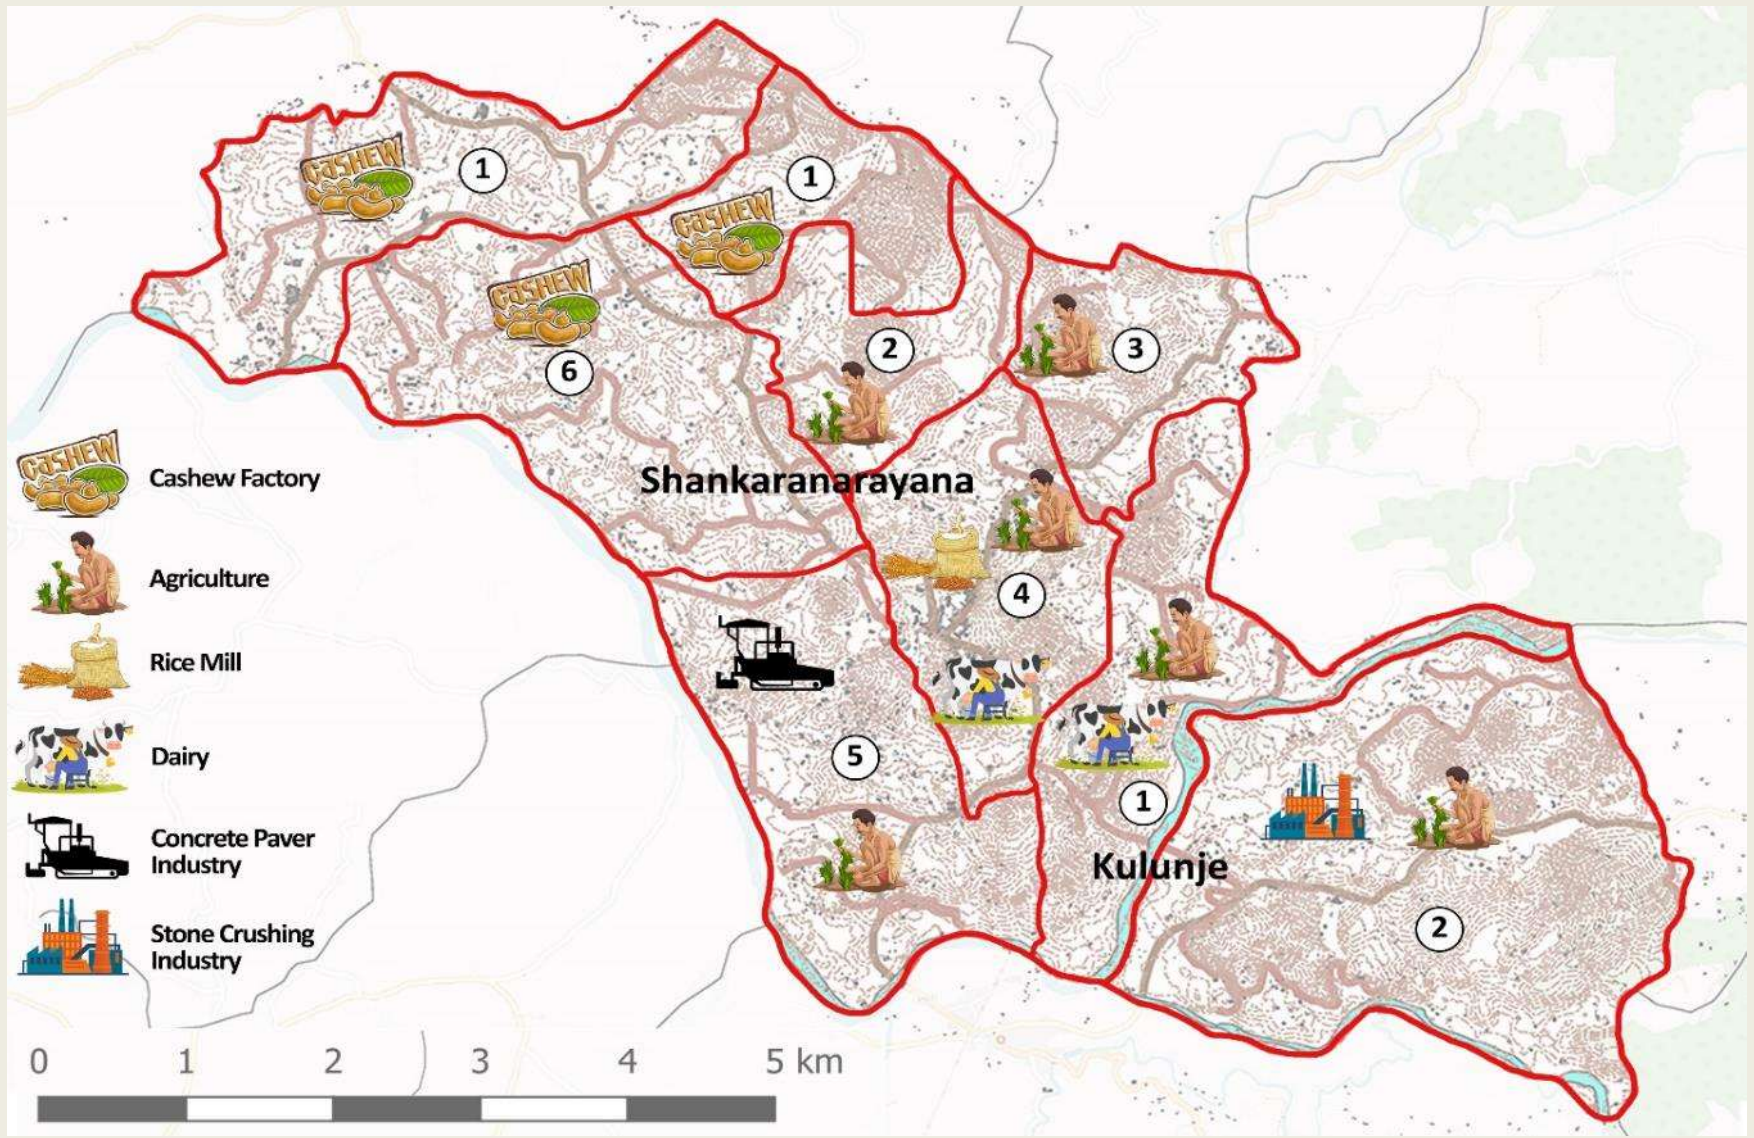 CASHEW
1
CASHEW
1
CASHEW
2
3
6
Shankaranarayana
4
5
1
Kulunje
2
CASHEW
Cashew Factory
Agriculture
Rice Mill
Dairy
Concrete Paver
Industry
Stone Crushing
Industry
0 1 2 3 4 5 km